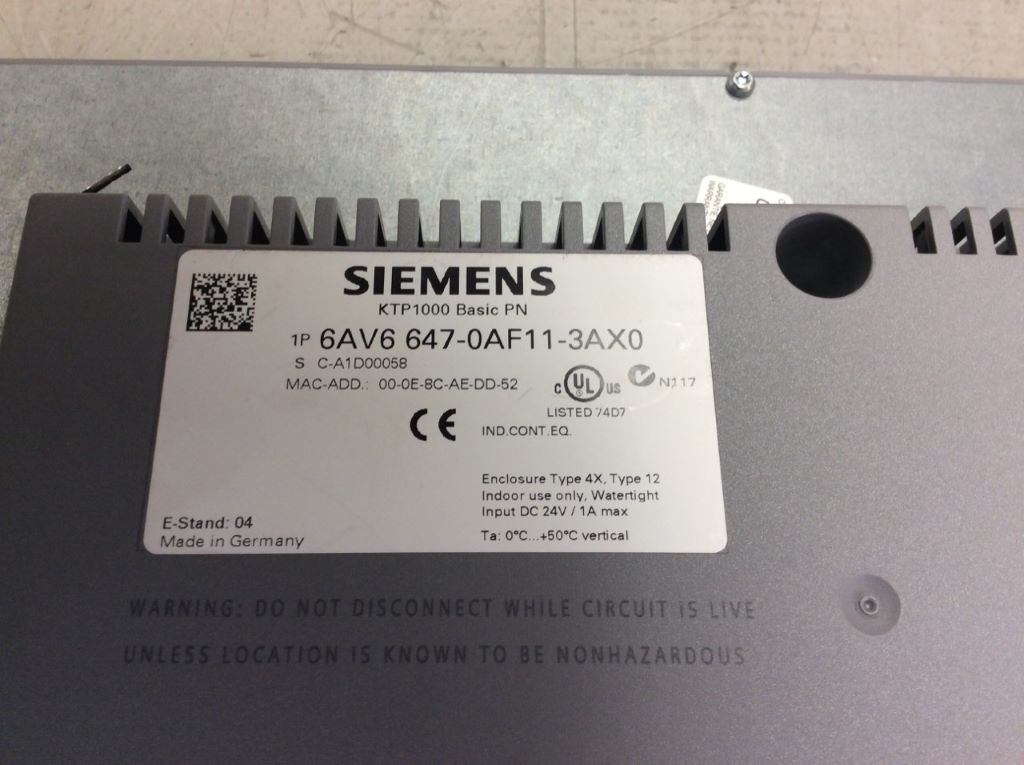 SIEMENS
KTP1000 Basic PN
1P 6AV6 647-0AF11-3AX0
S C-A1D00058
MAC-ADD.: 00-0E-8C-AE-DD-52
C UL US N117
LISTED 74D7
CE IND.CONT.EQ.
Enclosure Type 4X, Type 12
Indoor use only, Watertight
Input DC 24V / 1A max
Ta: 0°C...+50°C vertical
E-Stand: 04
Made in Germany
WARNING: DO NOT DISCONNECT WHILE CIRCUIT iS LIVE
UNLESS LOCATION IS KNOWN TO BE NONHAZARDOUS